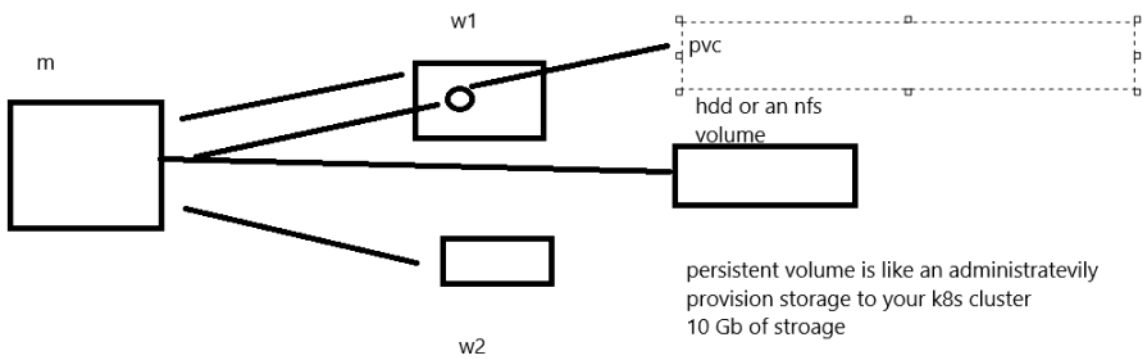 w1
m
pvc
hdd or an nfs
volume
persistent volume is like an administratevily
provision storage to your k8s cluster
10 Gb of stroage
w2